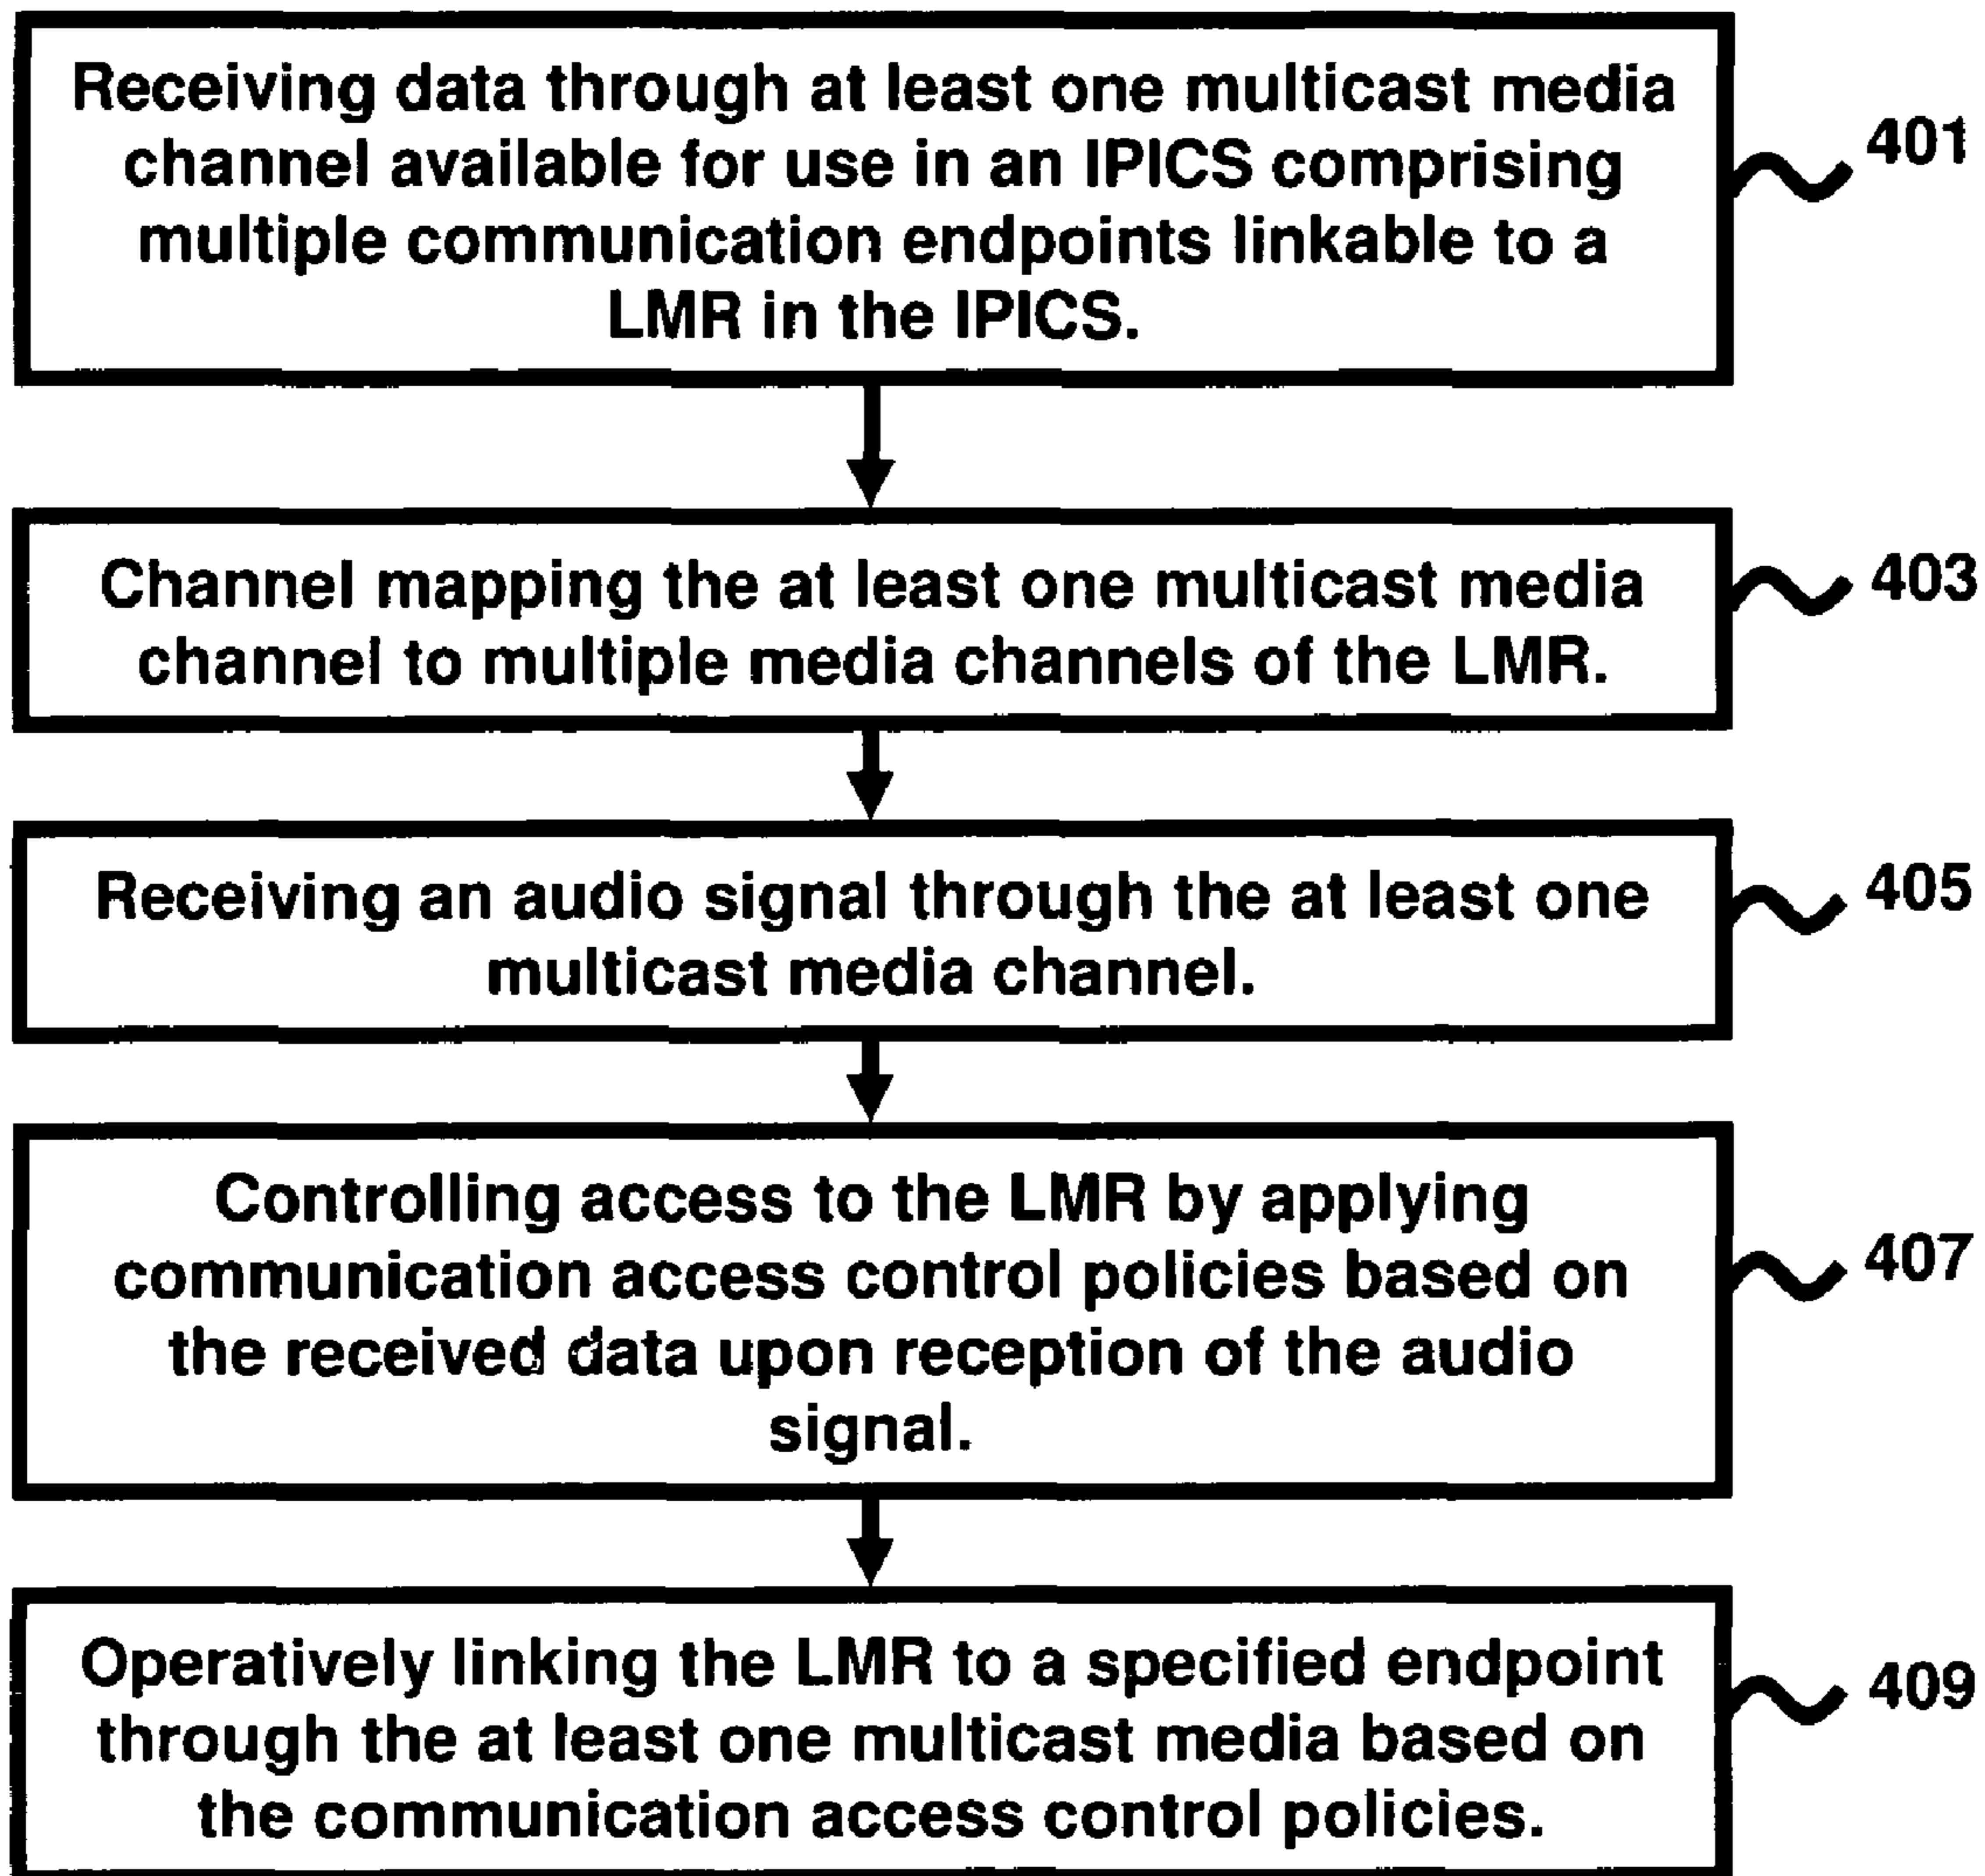 Receiving data through at least one multicast media
channel available for use in an IPICS comprising
multiple communication endpoints linkable to a
LMR in the IPICS.
401
Channel mapping the at least one multicast media
channel to multiple media channels of the LMR.
403
Receiving an audio signal through the at least one
multicast media channel.
405
Controlling access to the LMR by applying
communication access control policies based on
the received data upon reception of the audio
signal.
407
Operatively linking the LMR to a specified endpoint
through the at least one multicast media based on
the communication access control policies.
409